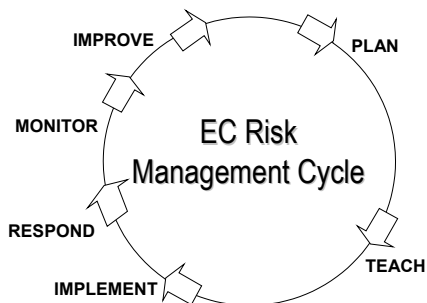 IMPROVE
PLAN
MONITOR
EC Risk
Management Cycle
RESPOND
TEACH
IMPLEMENT